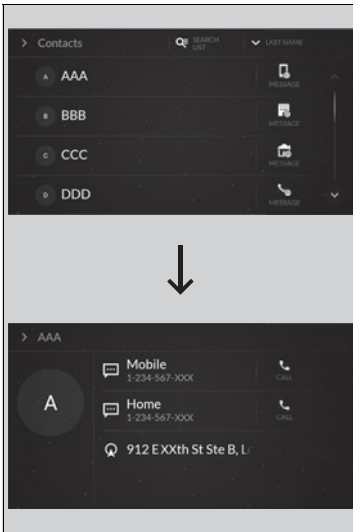 > Contacts
SEARCH LIST
LAST NAME
A AAA
MESSAGE
B BBB
MESSAGE
C CCC
MESSAGE
D DDD
MESSAGE
> AAA
A
Mobile
1-234-567-XXX
CALL
Home
1-234-567-XXX
CALL
912 E XXth St Ste B, L